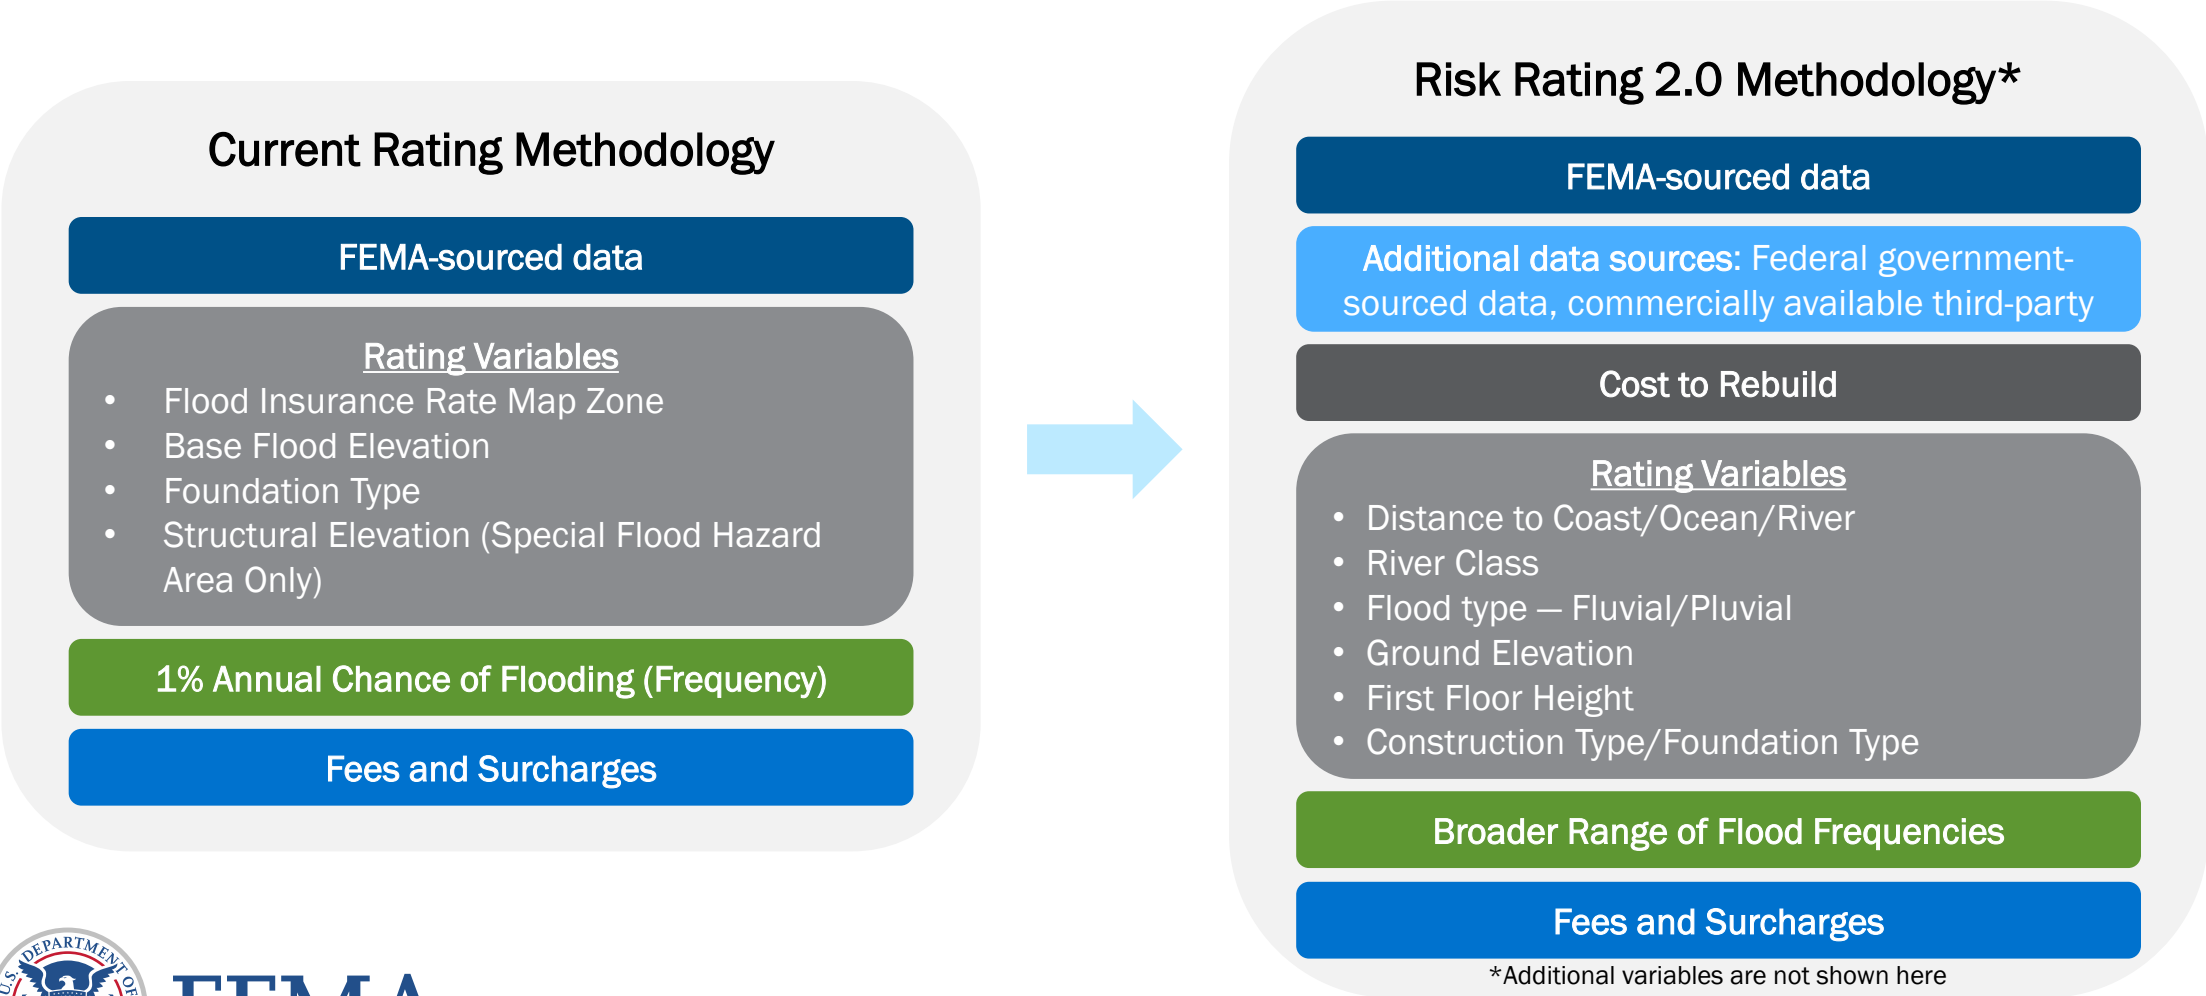 Current Rating Methodology
FEMA-sourced data
Rating Variables
• Flood Insurance Rate Map Zone
• Base Flood Elevation
• Foundation Type
• Structural Elevation (Special Flood Hazard
Area Only)
1% Annual Chance of Flooding (Frequency)
Fees and Surcharges
Risk Rating 2.0 Methodology*
FEMA-sourced data
Additional data sources: Federal government-
sourced data, commercially available third-party
Cost to Rebuild
Rating Variables
• Distance to Coast/Ocean/River
• River Class
• Flood type — Fluvial/Pluvial
• Ground Elevation
• First Floor Height
• Construction Type/Foundation Type
Broader Range of Flood Frequencies
Fees and Surcharges
*Additional variables are not shown here
U.S. DEPARTMENT OF
FEMA